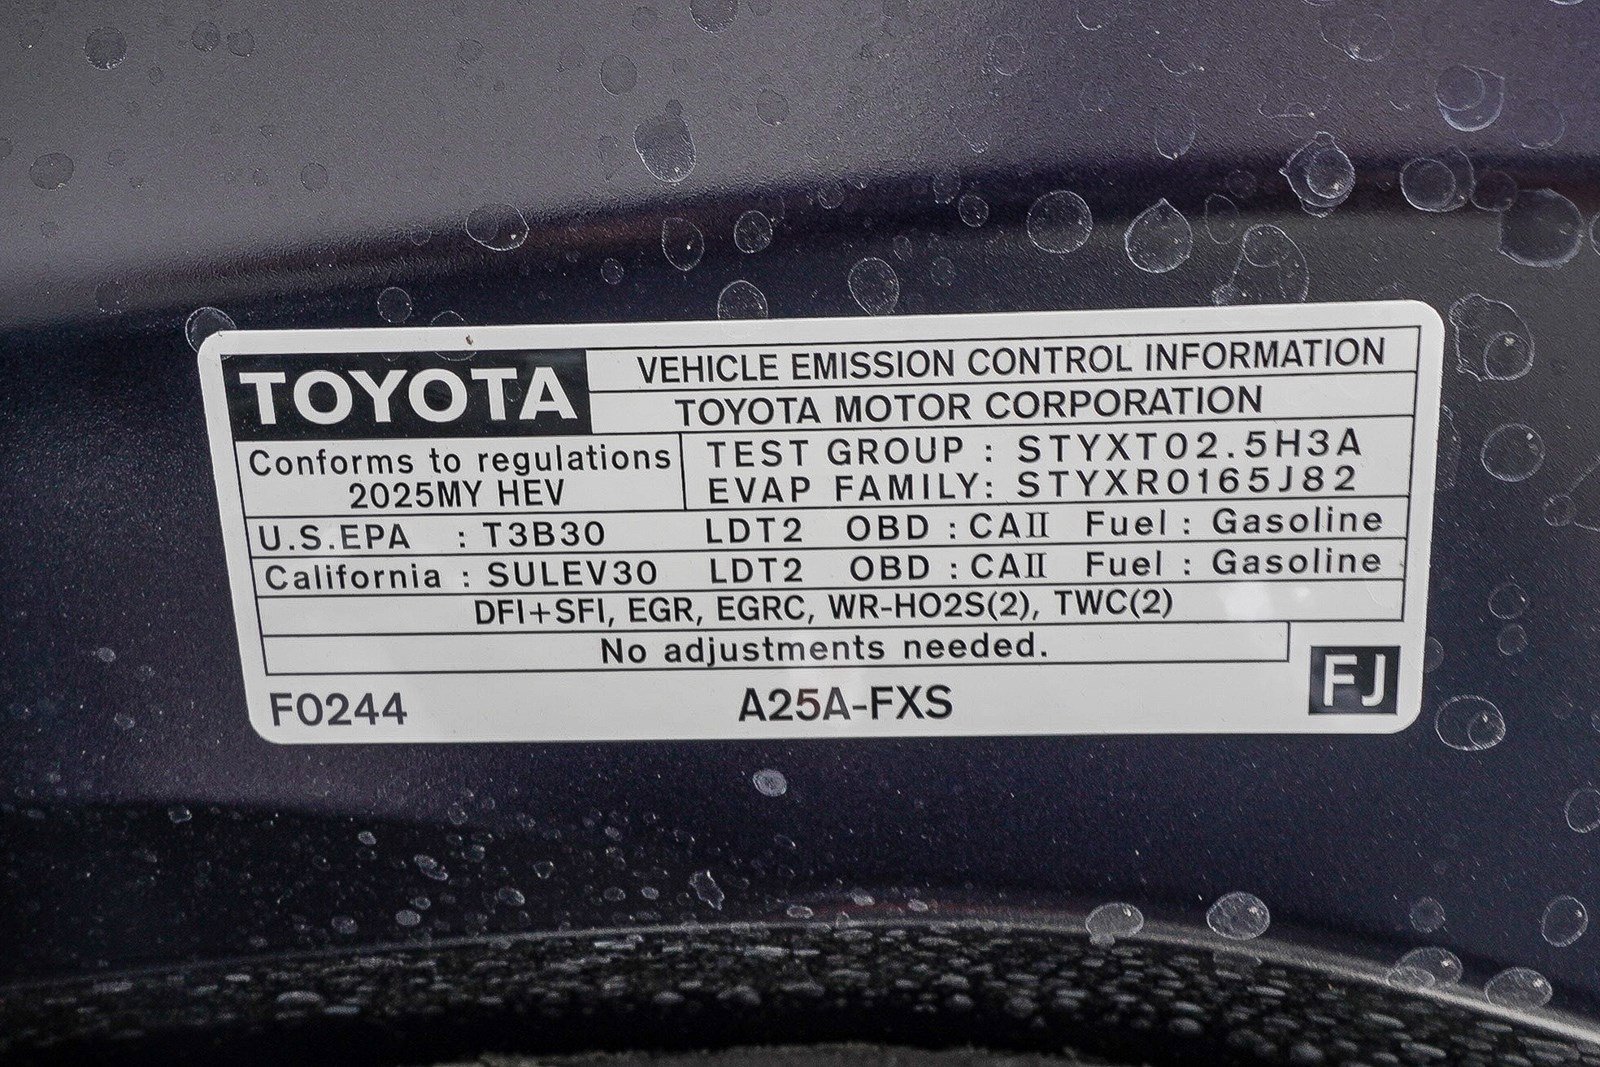 TOYOTA
VEHICLE EMISSION CONTROL INFORMATION
TOYOTA MOTOR CORPORATION
Conforms to regulations
2025MY HEV
TEST GROUP : STYXT02.5H3A
EVAP FAMILY: STYXR0165J82
U.S.EPA : T3B30 LDT2 OBD : CAII Fuel : Gasoline
California : SULEV30 LDT2 OBD : CAII Fuel : Gasoline
DFI+SFI, EGR, EGRC, WR-HO2S(2), TWC(2)
No adjustments needed.
F0244 A25A-FXS FJ